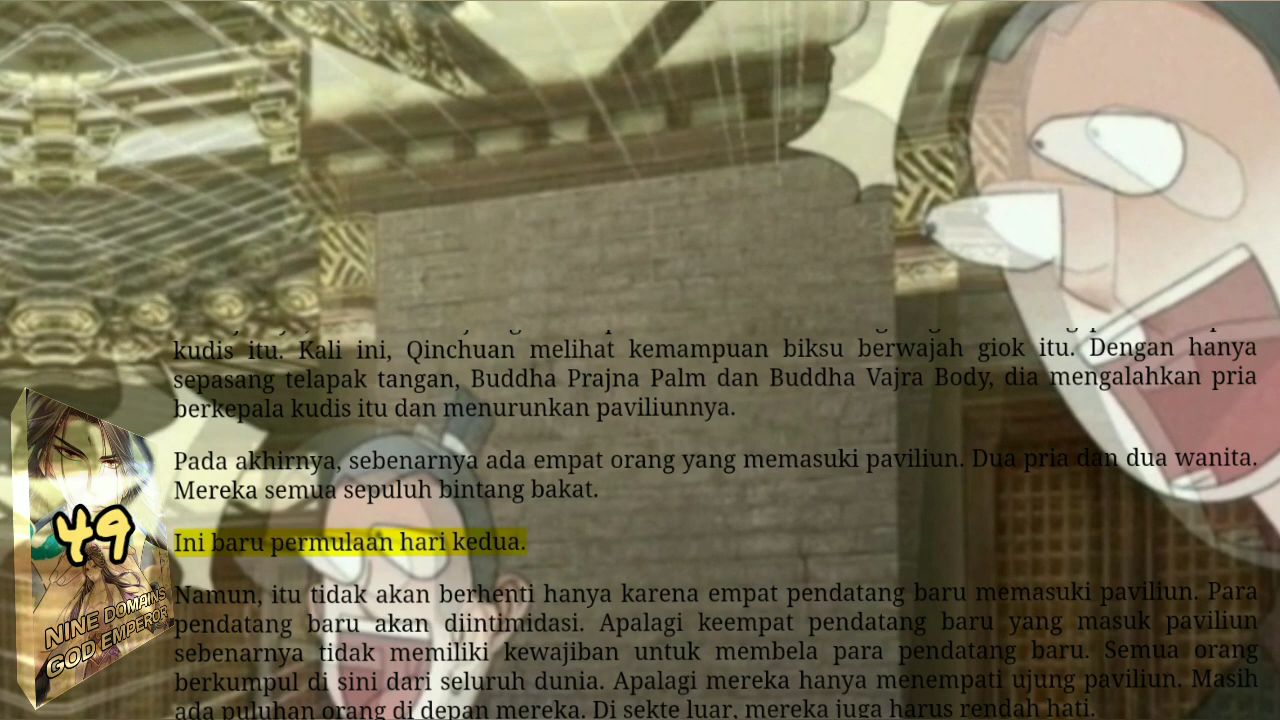 kudis itu. Kali ini, Qinchuan melihat kemampuan biksu berwajah giok itu. Dengan hanya
sepasang telapak tangan, Buddha Prajna Palm dan Buddha Vajra Body, dia mengalahkan pria
berkepala kudis itu dan menurunkan paviliunnya.
Pada akhirnya, sebenarnya ada empat orang yang memasuki paviliun. Dua pria dan dua wanita.
Mereka semua sepuluh bintang bakat.
Ini baru permulaan hari kedua.
Namun, itu tidak akan berhenti hanya karena empat pendatang baru memasuki paviliun. Para
pendatang baru akan diintimidasi. Apalagi keempat pendatang baru yang masuk paviliun
sebenarnya tidak memiliki kewajiban untuk membela para pendatang baru. Semua orang
berkumpul di sini dari seluruh dunia. Apalagi mereka hanya menempati ujung paviliun. Masih
ada puluhan orang di depan mereka. Di sekte luar, mereka juga harus rendah hati.
49
NINE DOMAINS
GOD EMPEROR